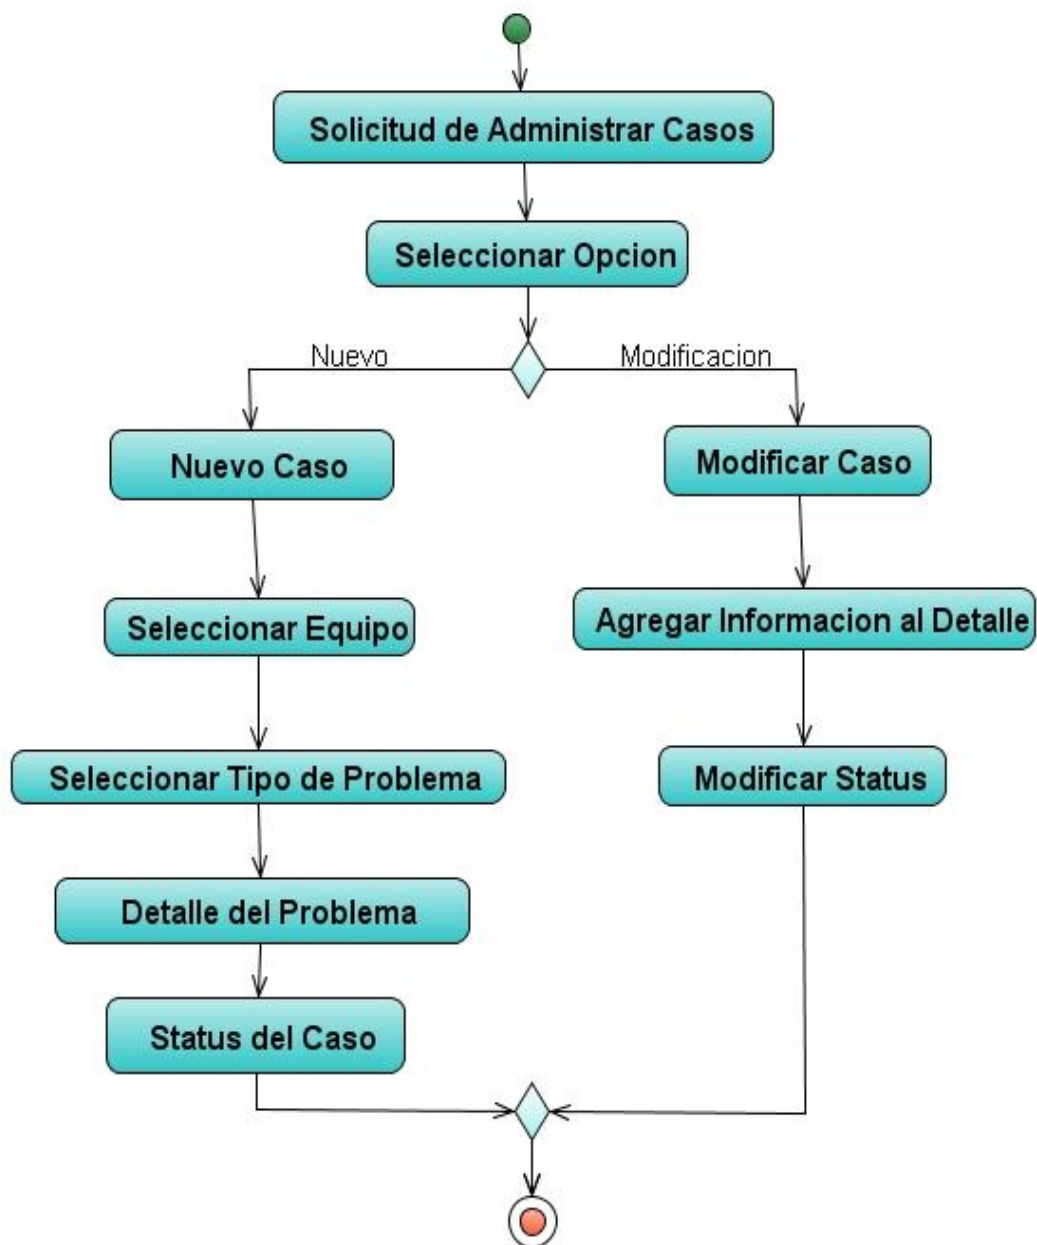 Solicitud de Administrar Casos
Seleccionar Opcion
Nuevo
Modificacion
Nuevo Caso
Modificar Caso
Seleccionar Equipo
Agregar Informacion al Detalle
Seleccionar Tipo de Problema
Modificar Status
Detalle del Problema
Status del Caso